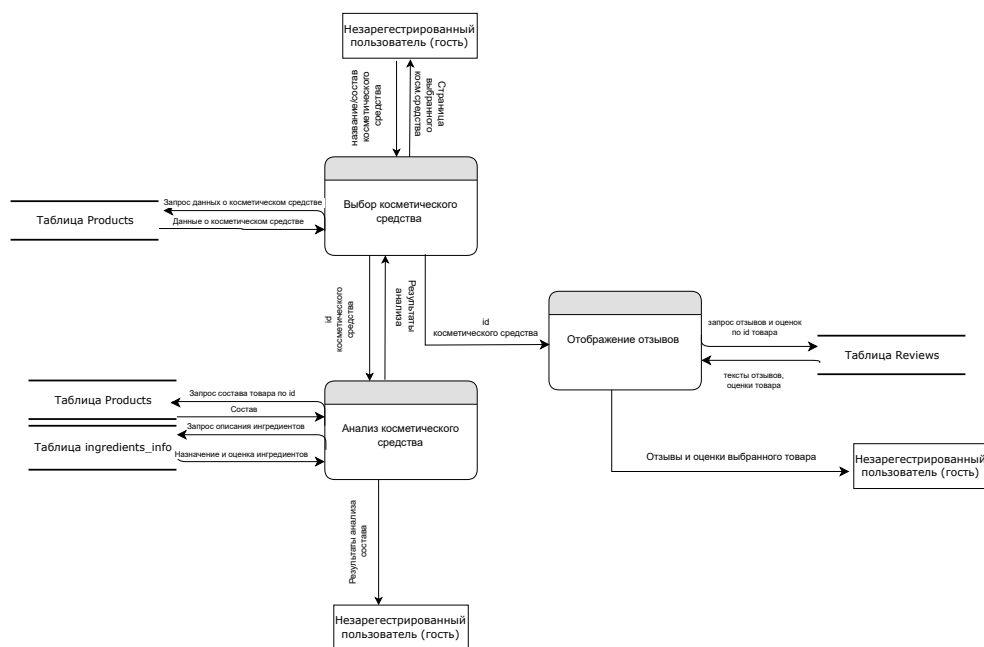 Незарегестрированный
пользователь (гость)
название/состав
косметического
средства
Страница
выбранного
косм.средства
Запрос данных о косметическом средстве
Таблица Products
Данные о косметическом средстве
Выбор косметического
средства
id
косметического
средства
Результаты
анализа
id
косметического средства
Отображение отзывов
запрос отзывов и оценок
по id товара
Таблица Reviews
тексты отзывов,
оценки товара
Запрос состава товара по id
Таблица Products
Состав
Запрос описания ингредиентов
Таблица ingredients_info
Назначение и оценка ингредиентов
Анализ косметического
средства
Отзывы и оценки выбранного товара
Незарегестрированный
пользователь (гость)
Результаты анализа
состава
Незарегестрированный
пользователь (гость)